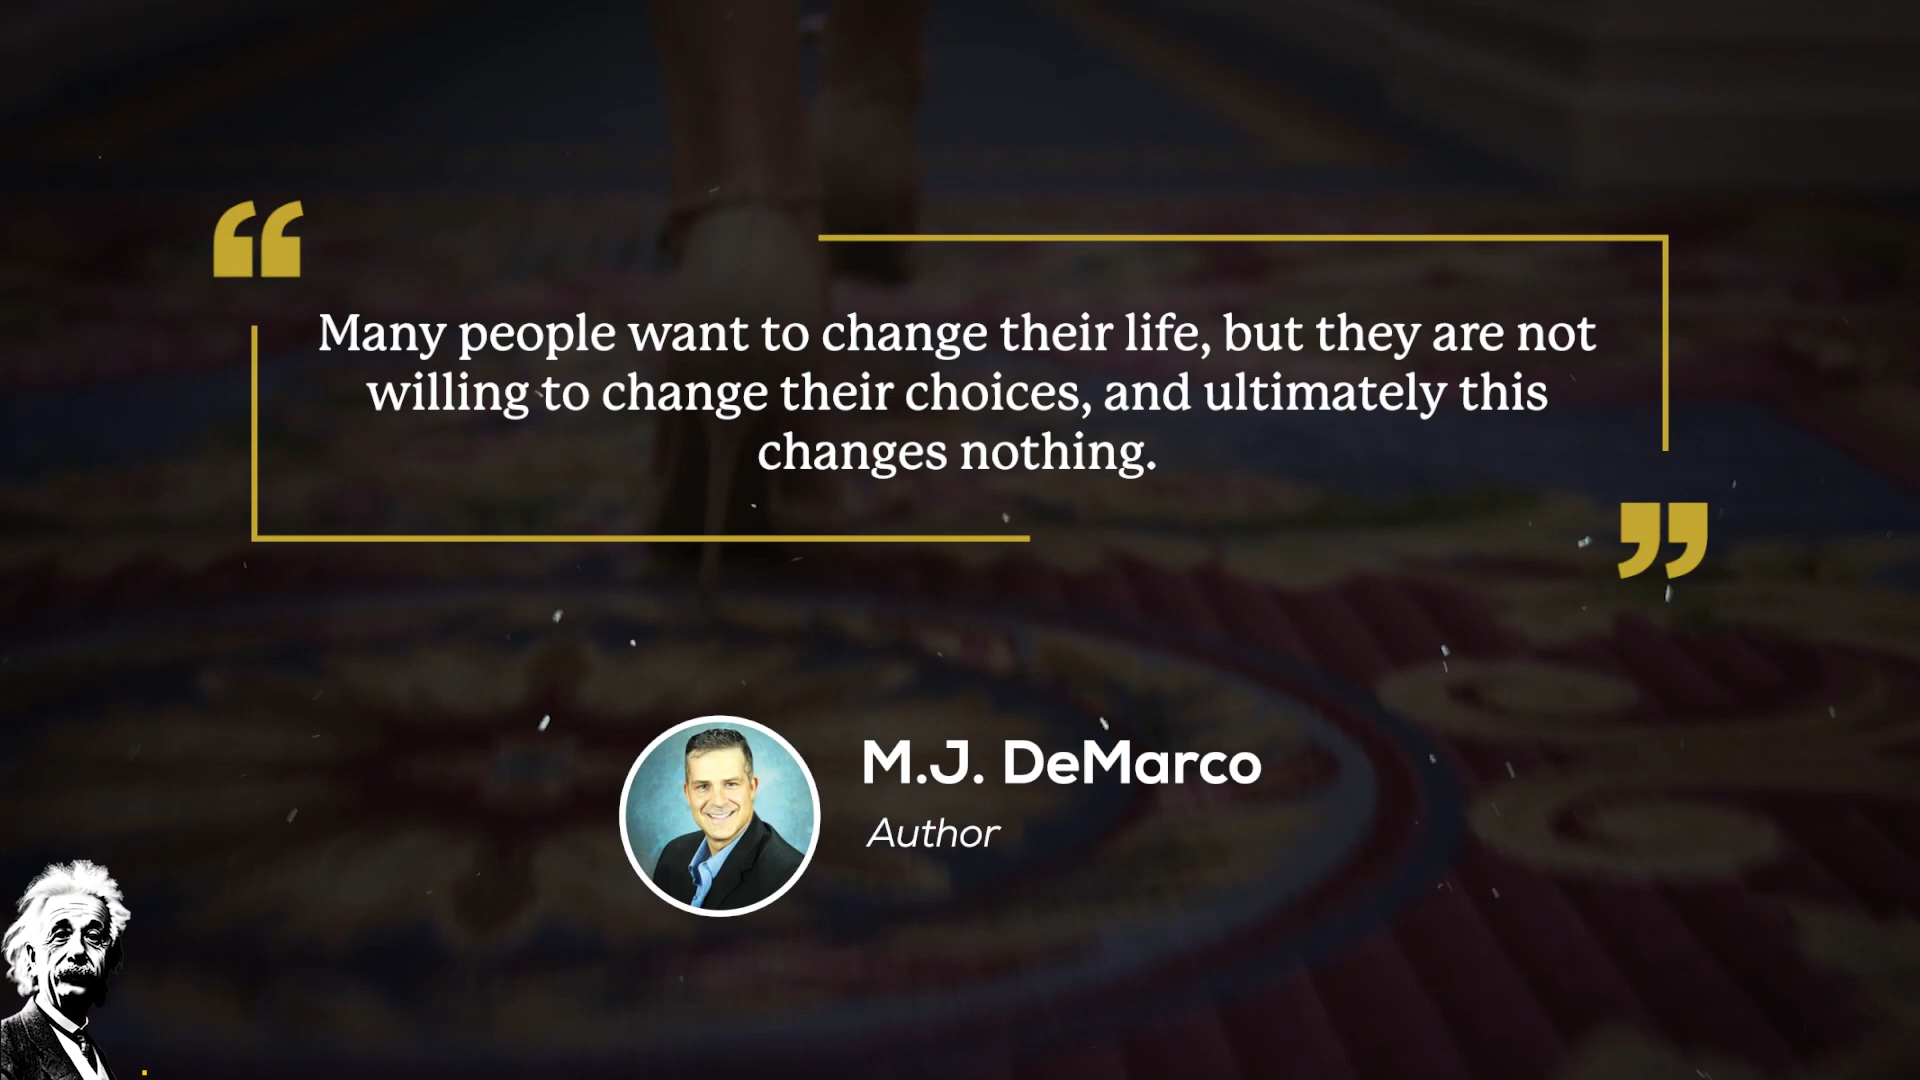 “
Many people want to change their life, but they are not
willing to change their choices, and ultimately this
changes nothing.
”
M.J. DeMarco
Author